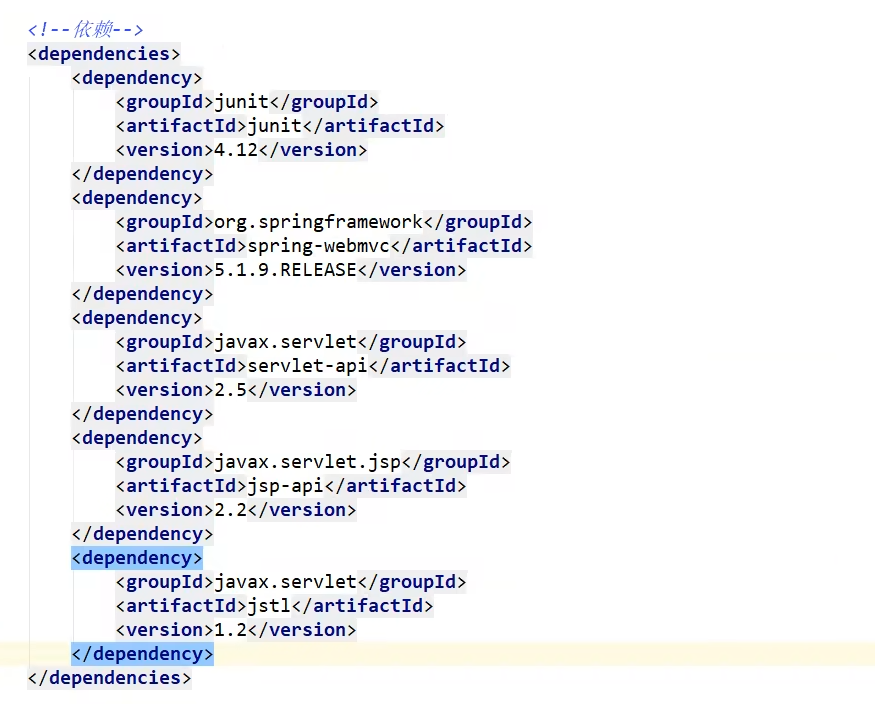 <!--依赖-->
<dependencies>
    <dependency>
        <groupId>junit</groupId>
        <artifactId>junit</artifactId>
        <version>4.12</version>
    </dependency>
    <dependency>
        <groupId>org.springframework</groupId>
        <artifactId>spring-webmvc</artifactId>
        <version>5.1.9.RELEASE</version>
    </dependency>
    <dependency>
        <groupId>javax.servlet</groupId>
        <artifactId>servlet-api</artifactId>
        <version>2.5</version>
    </dependency>
    <dependency>
        <groupId>javax.servlet.jsp</groupId>
        <artifactId>jsp-api</artifactId>
        <version>2.2</version>
    </dependency>
    <dependency>
        <groupId>javax.servlet</groupId>
        <artifactId>jstl</artifactId>
        <version>1.2</version>
    </dependency>
</dependencies>